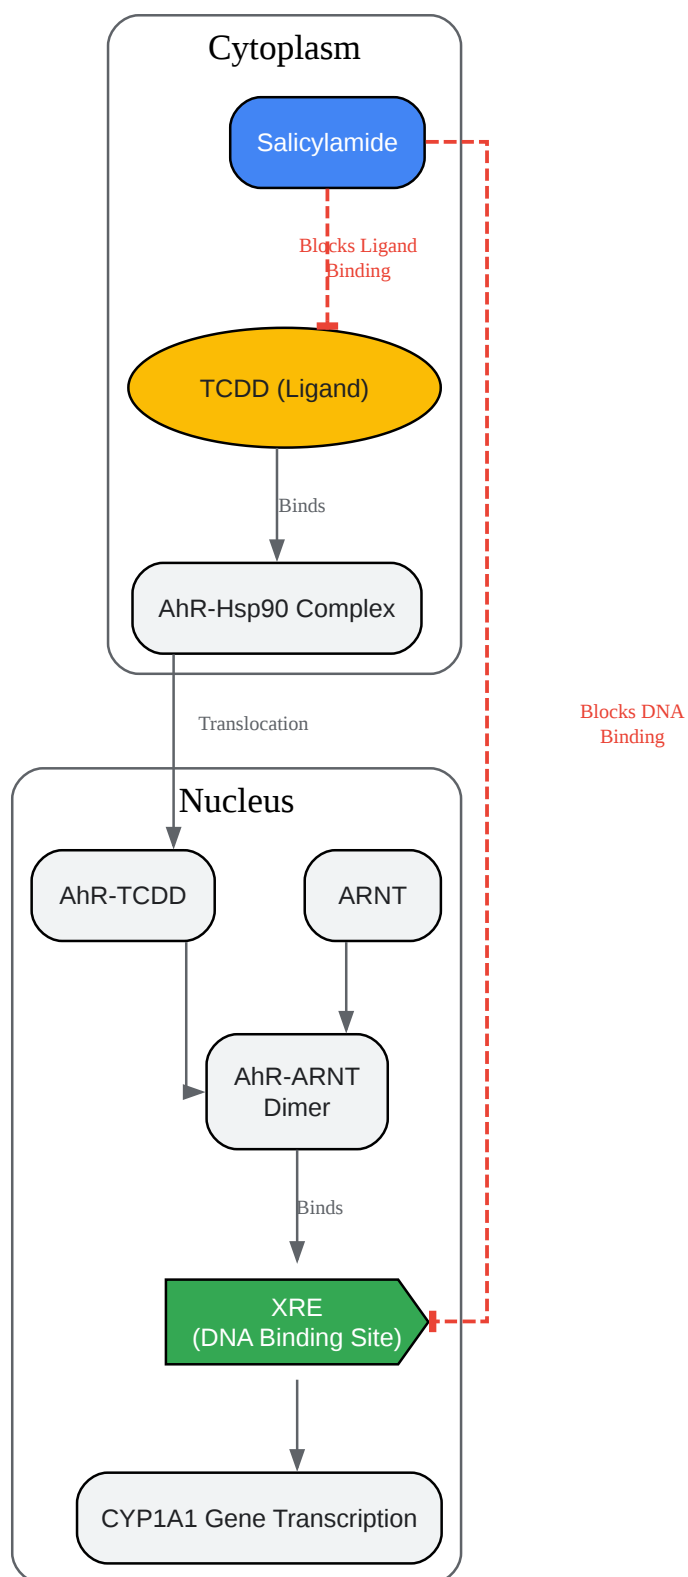 Cytoplasm
Salicylamide
Blocks Ligand
Binding
TCDD (Ligand)
Binds
AhR-Hsp90 Complex
Translocation
Blocks DNA
Binding
Nucleus
AhR-TCDD
ARNT
AhR-ARNT
Dimer
Binds
XRE
(DNA Binding Site)
CYP1A1 Gene Transcription